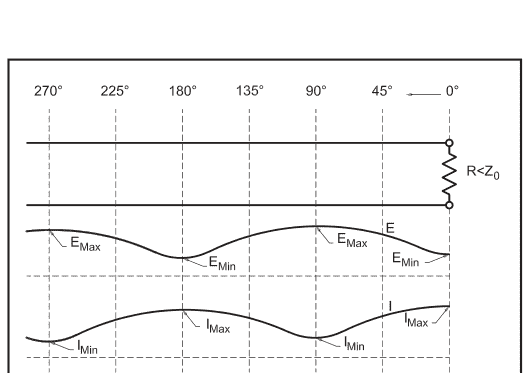 270° 225° 180° 135° 90° 45° 0°
R<Z0
E
EMax EMin EMax EMin
I
IMin IMax IMin IMax